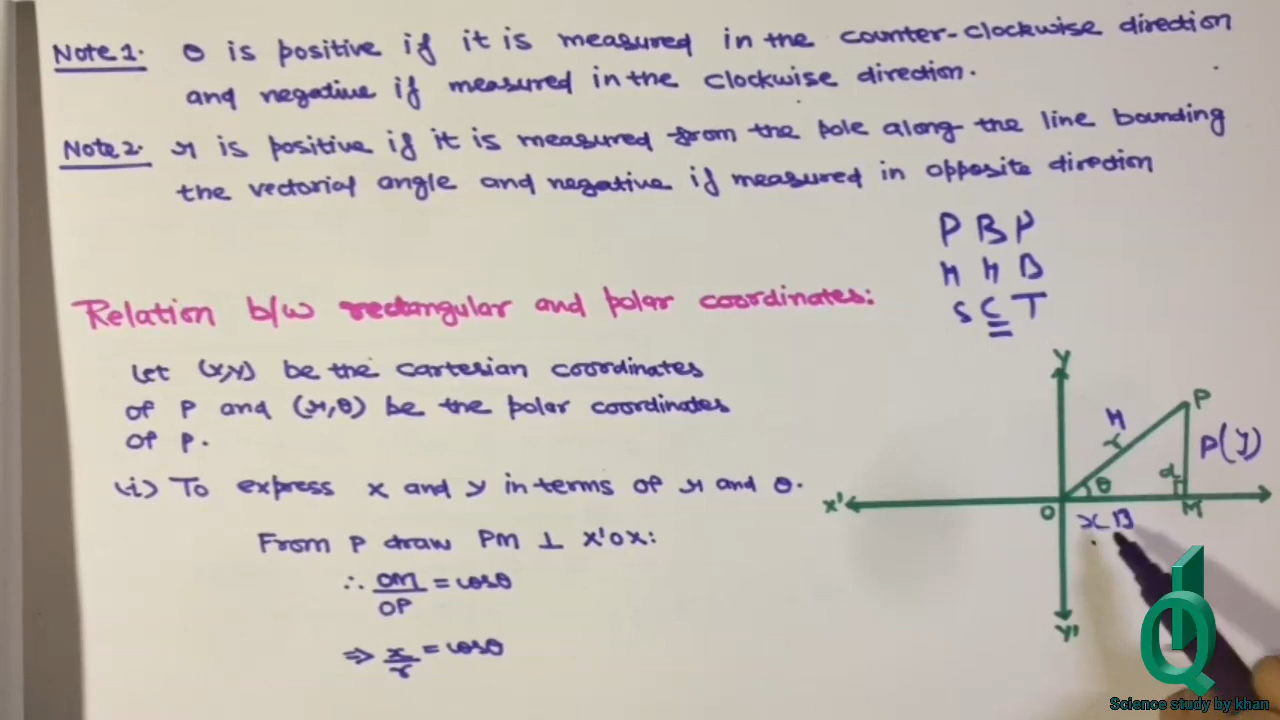 Note 1. θ is positive if it is measured in the counter-clockwise direction
and negative if measured in the clockwise direction.
Note 2. r is positive if it is measured from the pole along the line bounding
the vectorial angle and negative if measured in opposite direction
P B P
H H B
S C T
Relation b/w rectangular and polar coordinates:
Let (x,y) be the cartesian coordinates
of P and (r,θ) be the polar coordinates
of P.
(i) To express x and y in terms of r and θ.
From P draw PM ⊥ X'OX:
∴ OM/OP = cosθ
⇒ x/r = cosθ
Y
P
H
r
P(y)
θ
X'
O
M
x B
Y'
Science study by khan